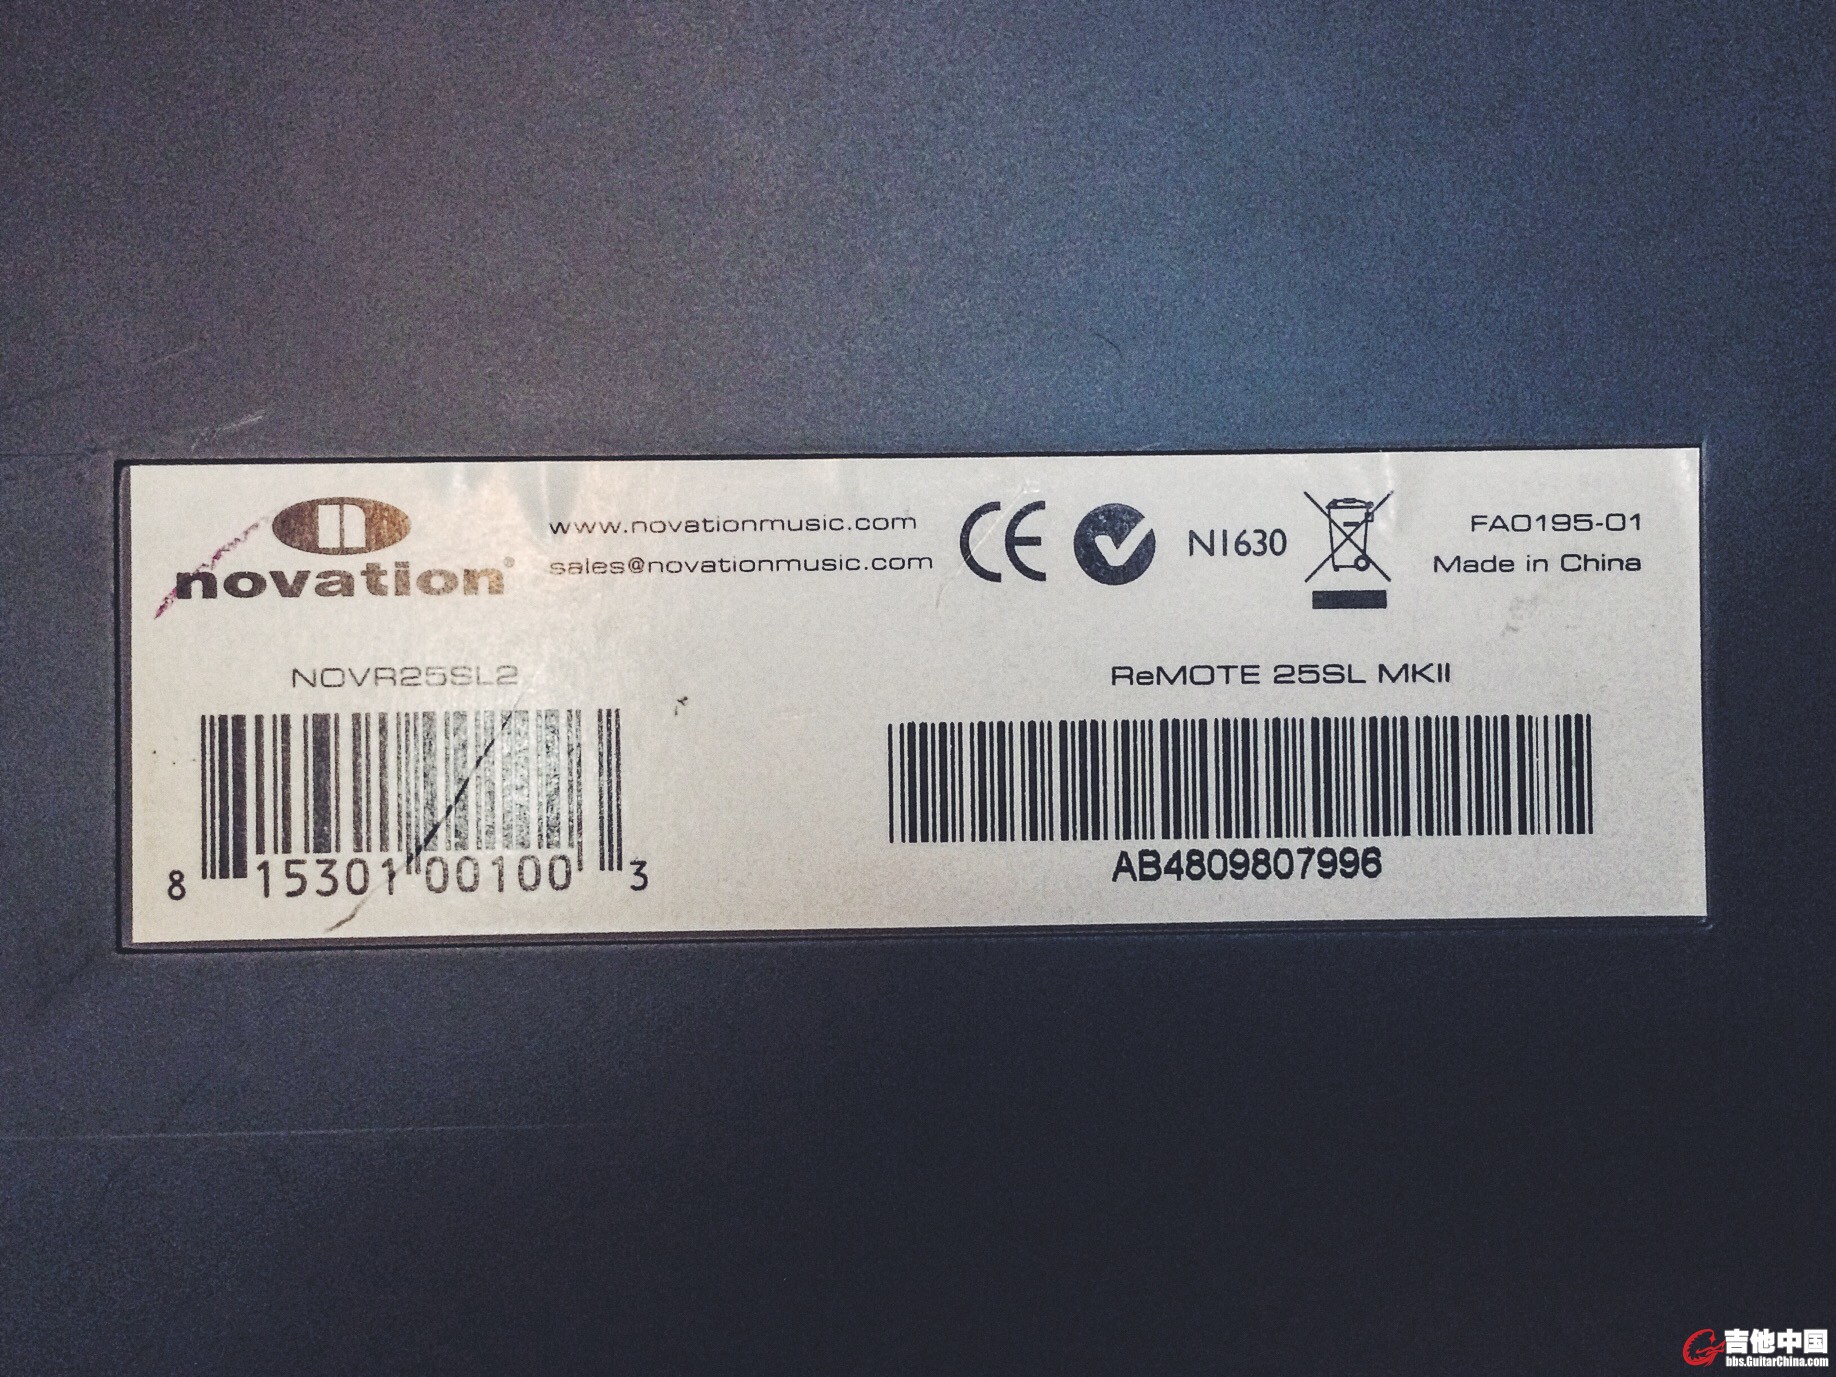 novation®
www.novationmusic.com
sales@novationmusic.com
CE
N1630
FA0195-01
Made in China
NOVR25SL2
8 15301 00100 3
ReMOTE 25SL MKII
AB4809807996
吉他中国
bbs.GuitarChina.com